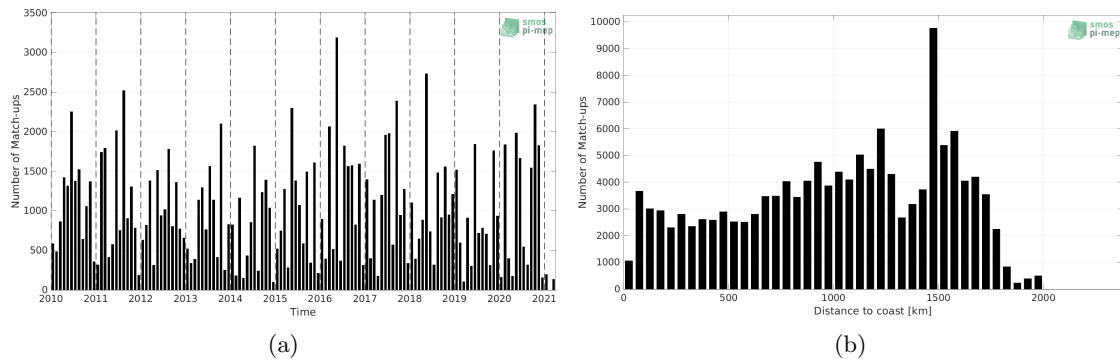 3500
3000
2500
2000
1500
1000
500
0
Number of Match-ups
2010 2011 2012 2013 2014 2015 2016 2017 2018 2019 2020 2021
Time
smos
pi-mep
(a)
10000
9000
8000
7000
6000
5000
4000
3000
2000
1000
0
Number of Match-ups
0 500 1000 1500 2000
Distance to coast [km]
smos
pi-mep
(b)